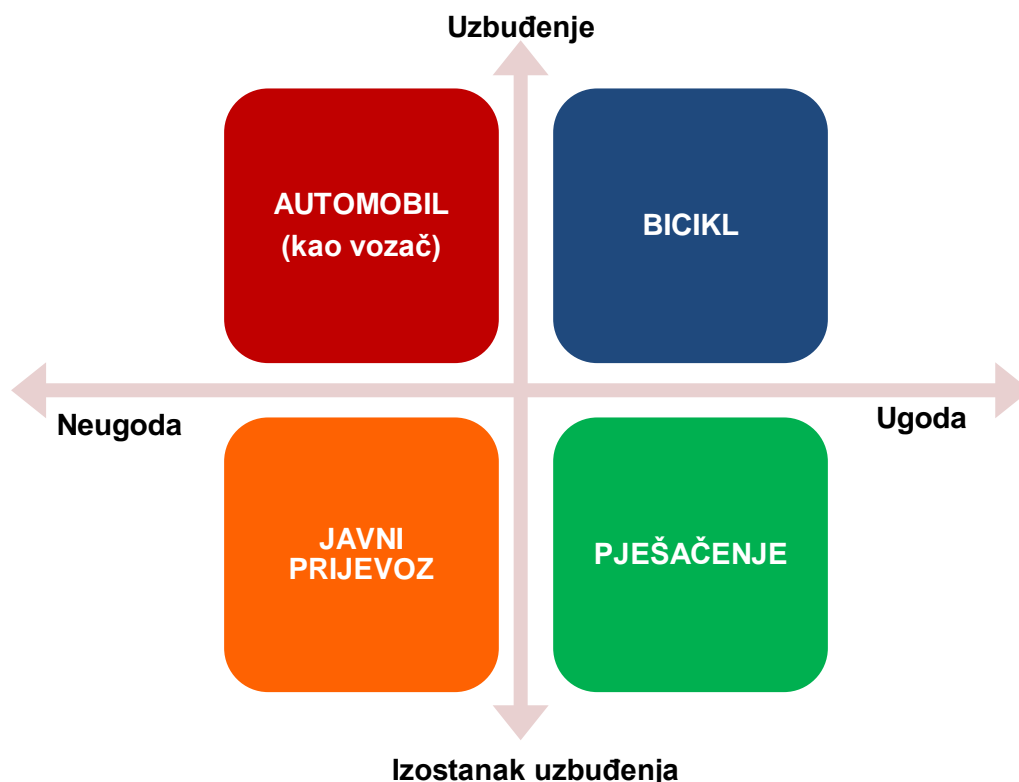 Uzbuđenje
AUTOMOBIL
(kao vozač)
BICIKL
Neugoda
Ugoda
JAVNI
PRIJEVOZ
PJEŠAČENJE
Izostanak uzbuđenja